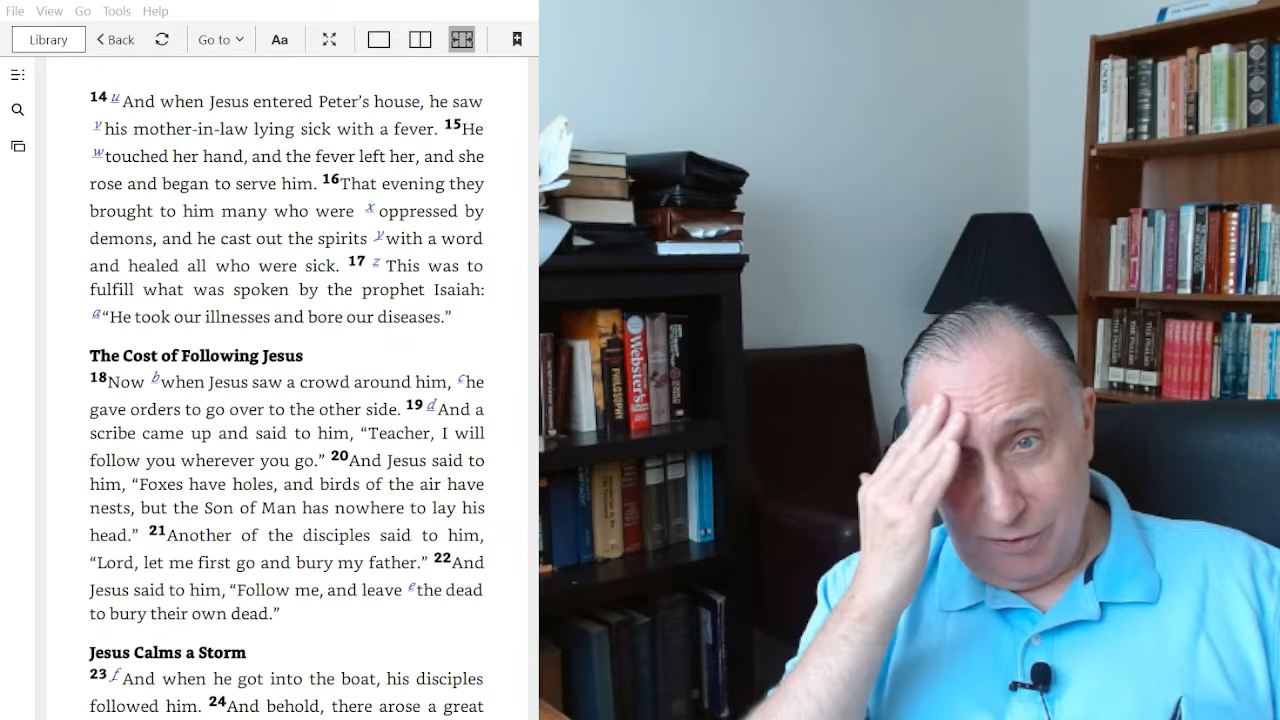 File View Go Tools Help
Library Back Go to Aa
14 u And when Jesus entered Peter’s house, he saw
v his mother-in-law lying sick with a fever. 15 He
w touched her hand, and the fever left her, and she
rose and began to serve him. 16 That evening they
brought to him many who were x oppressed by
demons, and he cast out the spirits y with a word
and healed all who were sick. 17 z This was to
fulfill what was spoken by the prophet Isaiah:
a “He took our illnesses and bore our diseases.”
The Cost of Following Jesus
18 Now b when Jesus saw a crowd around him, c he
gave orders to go over to the other side. 19 d And a
scribe came up and said to him, “Teacher, I will
follow you wherever you go.” 20 And Jesus said to
him, “Foxes have holes, and birds of the air have
nests, but the Son of Man has nowhere to lay his
head.” 21 Another of the disciples said to him,
“Lord, let me first go and bury my father.” 22 And
Jesus said to him, “Follow me, and leave e the dead
to bury their own dead.”
Jesus Calms a Storm
23 f And when he got into the boat, his disciples
followed him. 24 And behold, there arose a great
PHILOSOPHY
Webster's